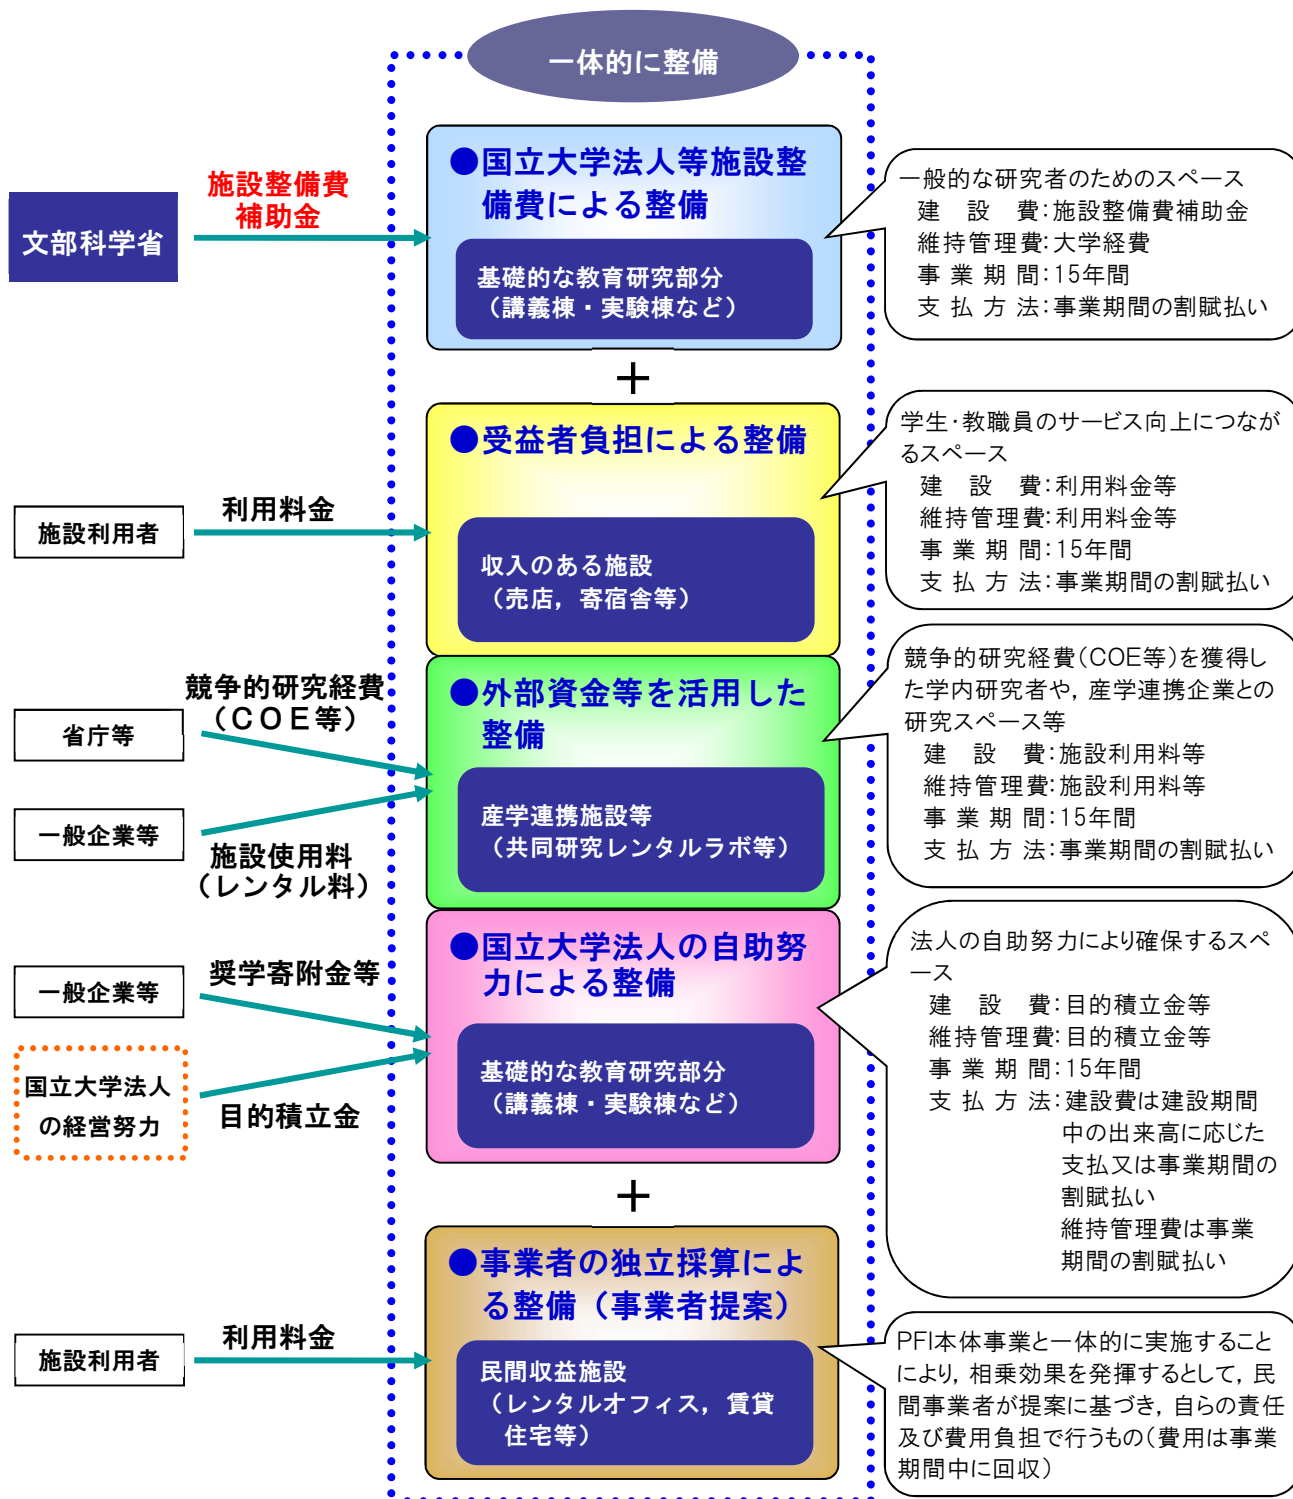 一体的に整備
文部科学省
施設整備費
補助金
●国立大学法人等施設整
備費による整備
基礎的な教育研究部分
（講義棟・実験棟など）
一般的な研究者のためのスペース
建　設　費：施設整備費補助金
維持管理費：大学経費
事 業 期 間：15年間
支 払 方 法：事業期間の割賦払い
＋
施設利用者
利用料金
●受益者負担による整備
収入のある施設
（売店，寄宿舎等）
学生・教職員のサービス向上につなが
るスペース
建　設　費：利用料金等
維持管理費：利用料金等
事 業 期 間：15年間
支 払 方 法：事業期間の割賦払い
省庁等
競争的研究経費
（ＣＯＥ等）
一般企業等
施設使用料
（レンタル料）
●外部資金等を活用した
整備
産学連携施設等
（共同研究レンタルラボ等）
競争的研究経費（COE等）を獲得し
た学内研究者や，産学連携企業との
研究スペース等
建　設　費：施設利用料等
維持管理費：施設利用料等
事 業 期 間：15年間
支 払 方 法：事業期間の割賦払い
一般企業等
奨学寄附金等
国立大学法人
の経営努力
目的積立金
●国立大学法人の自助努
力による整備
基礎的な教育研究部分
（講義棟・実験棟など）
法人の自助努力により確保するスペ
ース
建　設　費：目的積立金等
維持管理費：目的積立金等
事 業 期 間：15年間
支 払 方 法：建設費は建設期間
中の出来高に応じた
支払又は事業期間の
割賦払い
維持管理費は事業
期間の割賦払い
＋
施設利用者
利用料金
●事業者の独立採算によ
る整備（事業者提案）
民間収益施設
（レンタルオフィス，賃貸
住宅等）
PFI本体事業と一体的に実施すること
により，相乗効果を発揮するとして，民
間事業者が提案に基づき，自らの責任
及び費用負担で行うもの（費用は事業
期間中に回収）